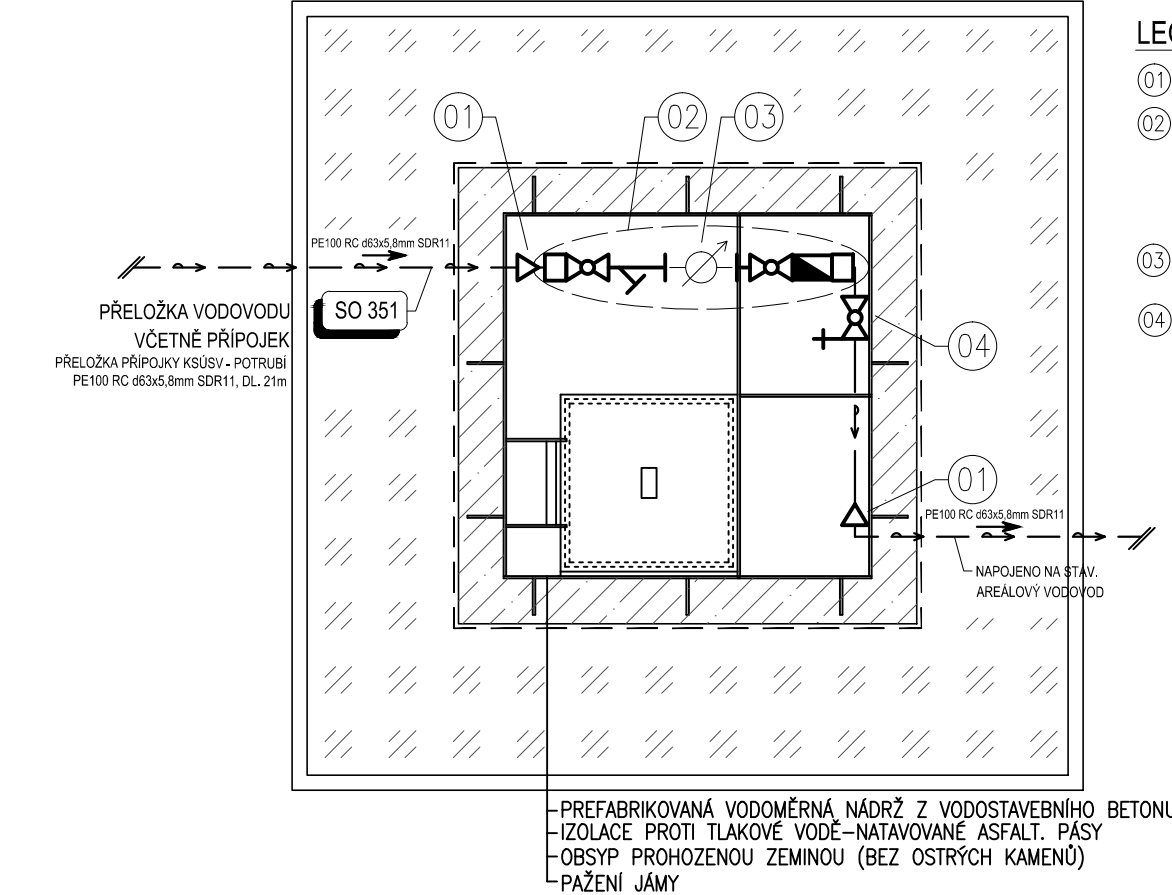 LEG
01
02
03
04
01
02
03
PE100 RC d63x5,8mm SDR11
PŘELOŽKA VODOVODU
VČETNĚ PŘÍPOJEK
PŘELOŽKA PŘÍPOJKY KSÚSV - POTRUBÍ
PE100 RC d63x5,8mm SDR11, DL. 21m
SO 351
04
01
PE100 RC d63x5,8mm SDR11
NAPOJENO NA STÁV.
AREÁLOVÝ VODOVOD
PREFABRIKOVANÁ VODOMĚRNÁ NÁDRŽ Z VODOSTAVEBNÍHO BETONU
IZOLACE PROTI TLAKOVÉ VODĚ-NATAVOVANÉ ASFALT. PÁSY
OBSYP PROHOZENOU ZEMINOU (BEZ OSTRÝCH KAMENŮ)
PAŽENÍ JÁMY